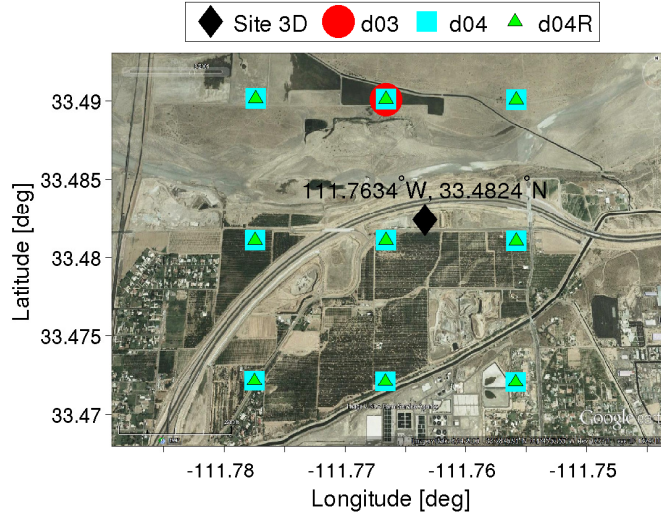 Site 3D d03 d04 d04R
33.49
33.485
33.48
33.475
33.47
Latitude [deg]
111.7634°W, 33.4824°N
Google
-111.78 -111.77 -111.76 -111.75
Longitude [deg]